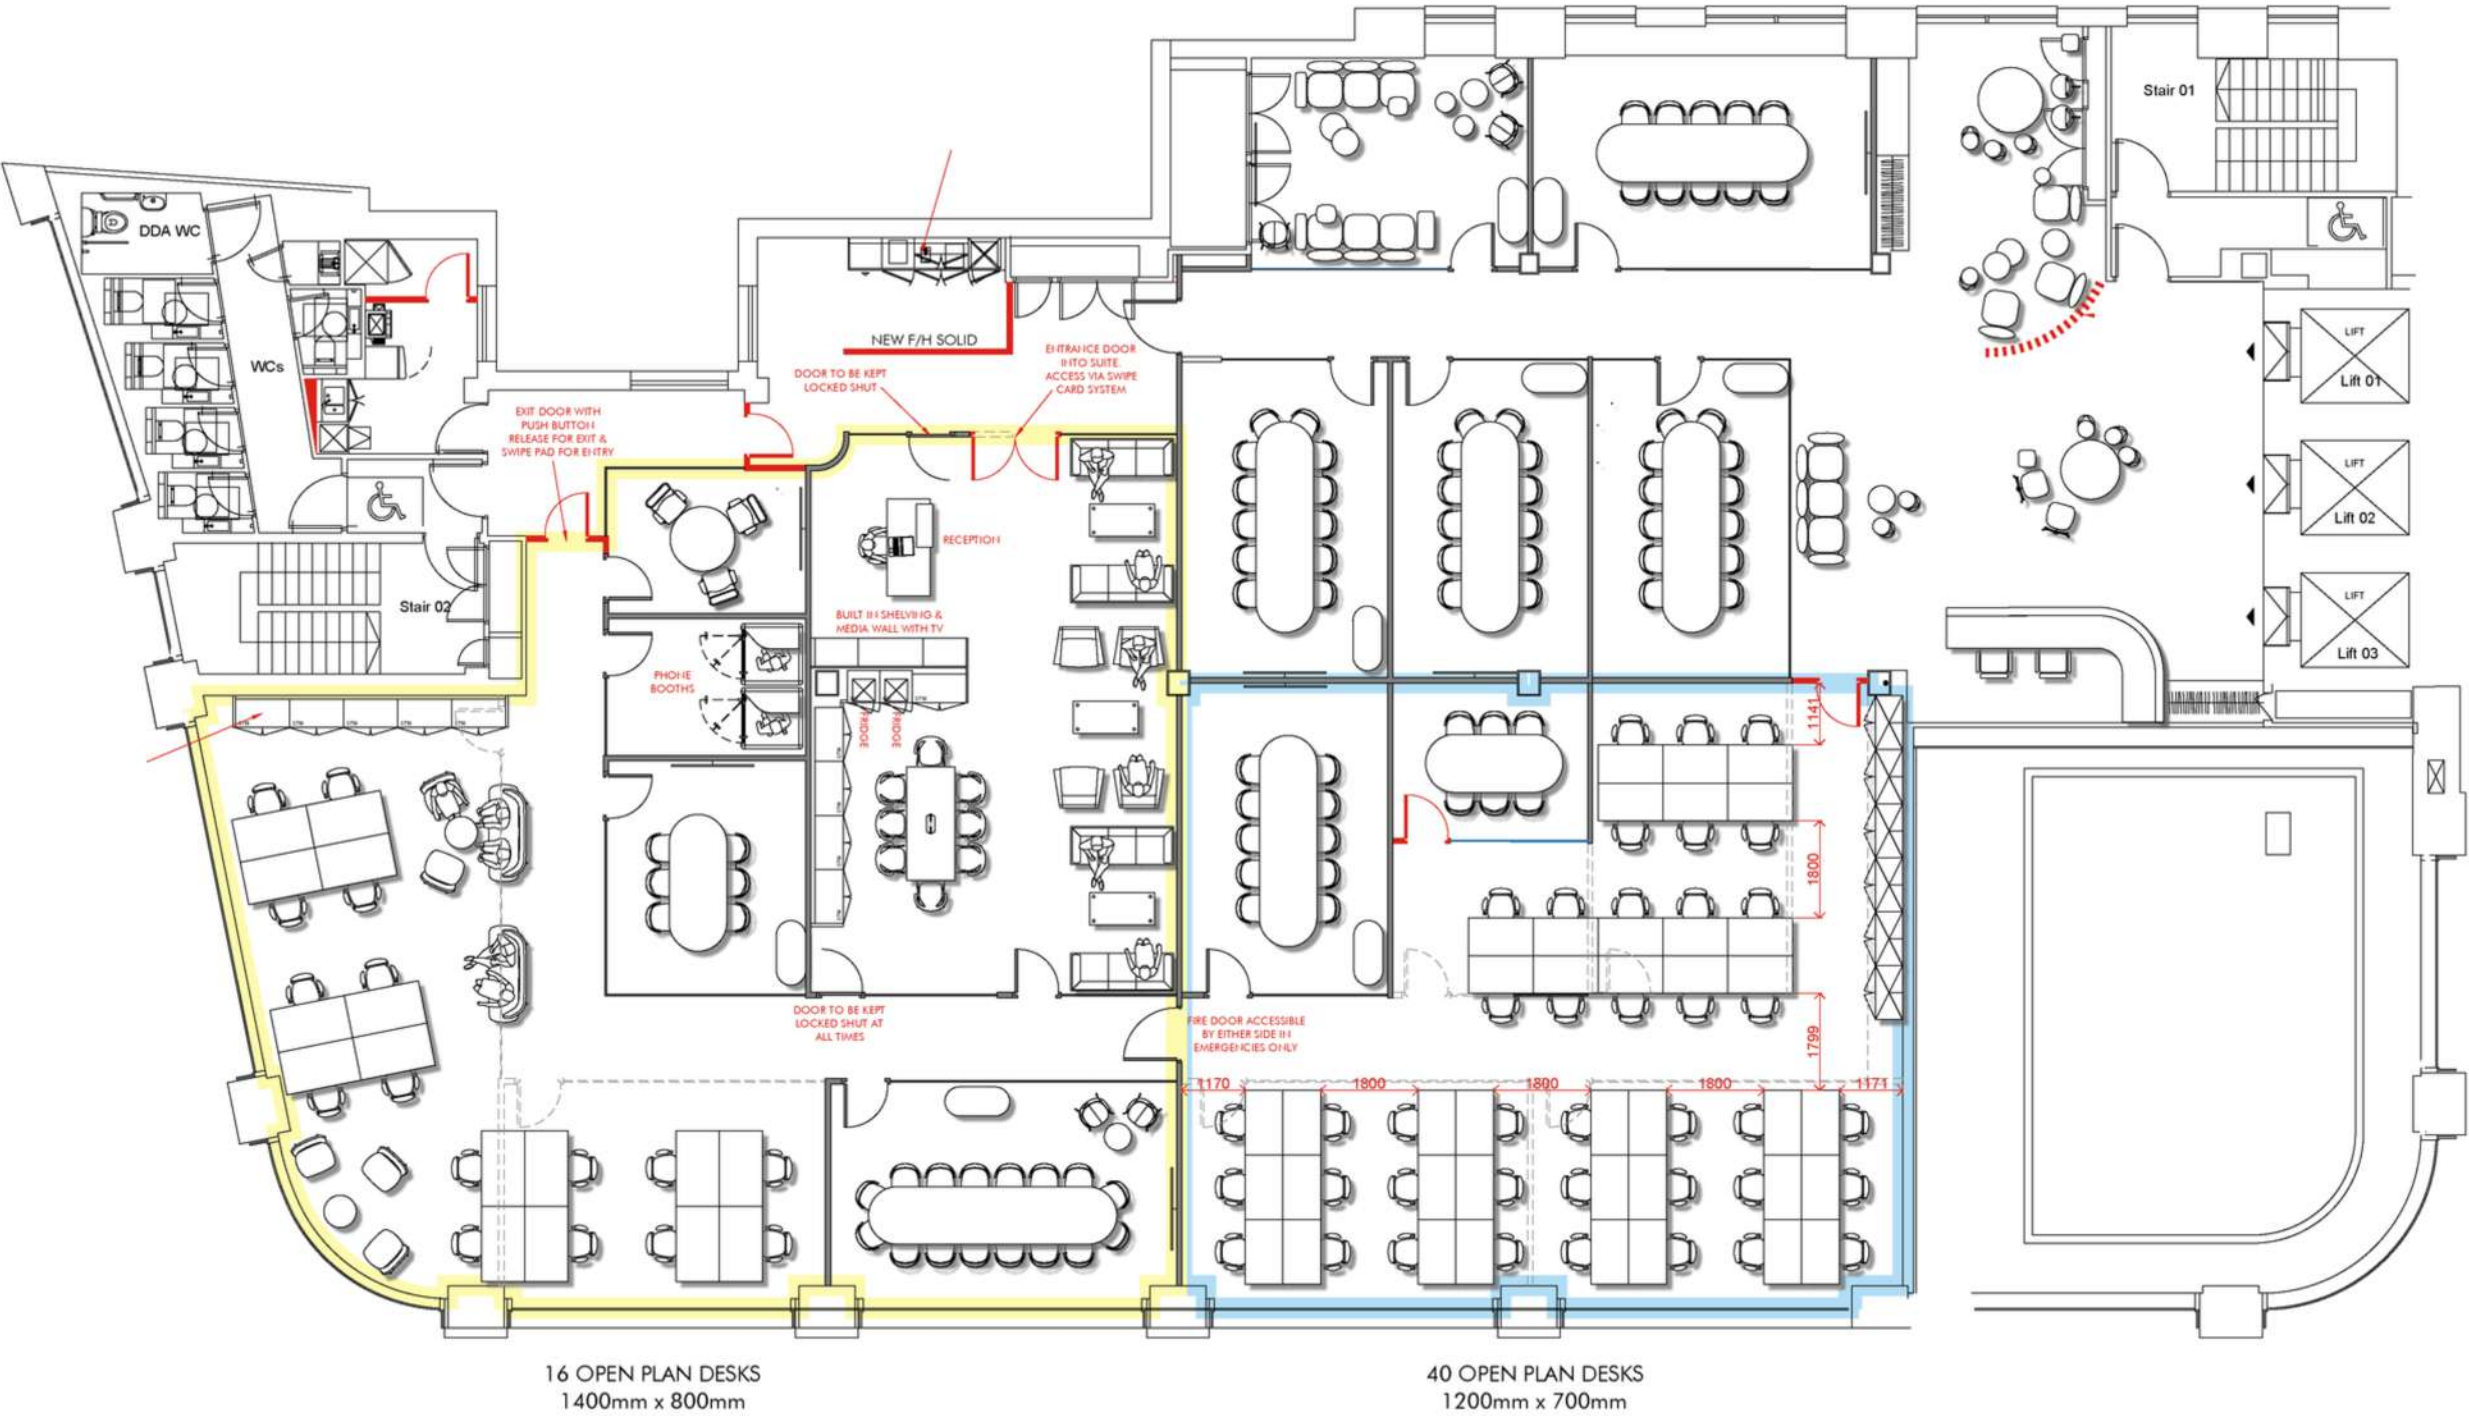 Stair 01
DDA WC
WCs
NEW F/H SOLID
DOOR TO BE KEPT
LOCKED SHUT
ENTRANCE DOOR
INTO SUITE.
ACCESS VIA SWIPE
CARD SYSTEM
LIFT
Lift 01
EXIT DOOR WITH
PUSH BUTTON
RELEASE FOR EXIT &
SWIPE PAD FOR ENTRY
LIFT
Lift 02
RECEPTION
Stair 02
BUILT IN SHELVING &
MEDIA WALL WITH TV
LIFT
Lift 03
PHONE
BOOTHS
FRIDGE
FRIDGE
1141
1800
DOOR TO BE KEPT
LOCKED SHUT AT
ALL TIMES
FIRE DOOR ACCESSIBLE
BY EITHER SIDE IN
EMERGENCIES ONLY
1799
1170
1800
1800
1800
1171
16 OPEN PLAN DESKS
1400mm x 800mm
40 OPEN PLAN DESKS
1200mm x 700mm